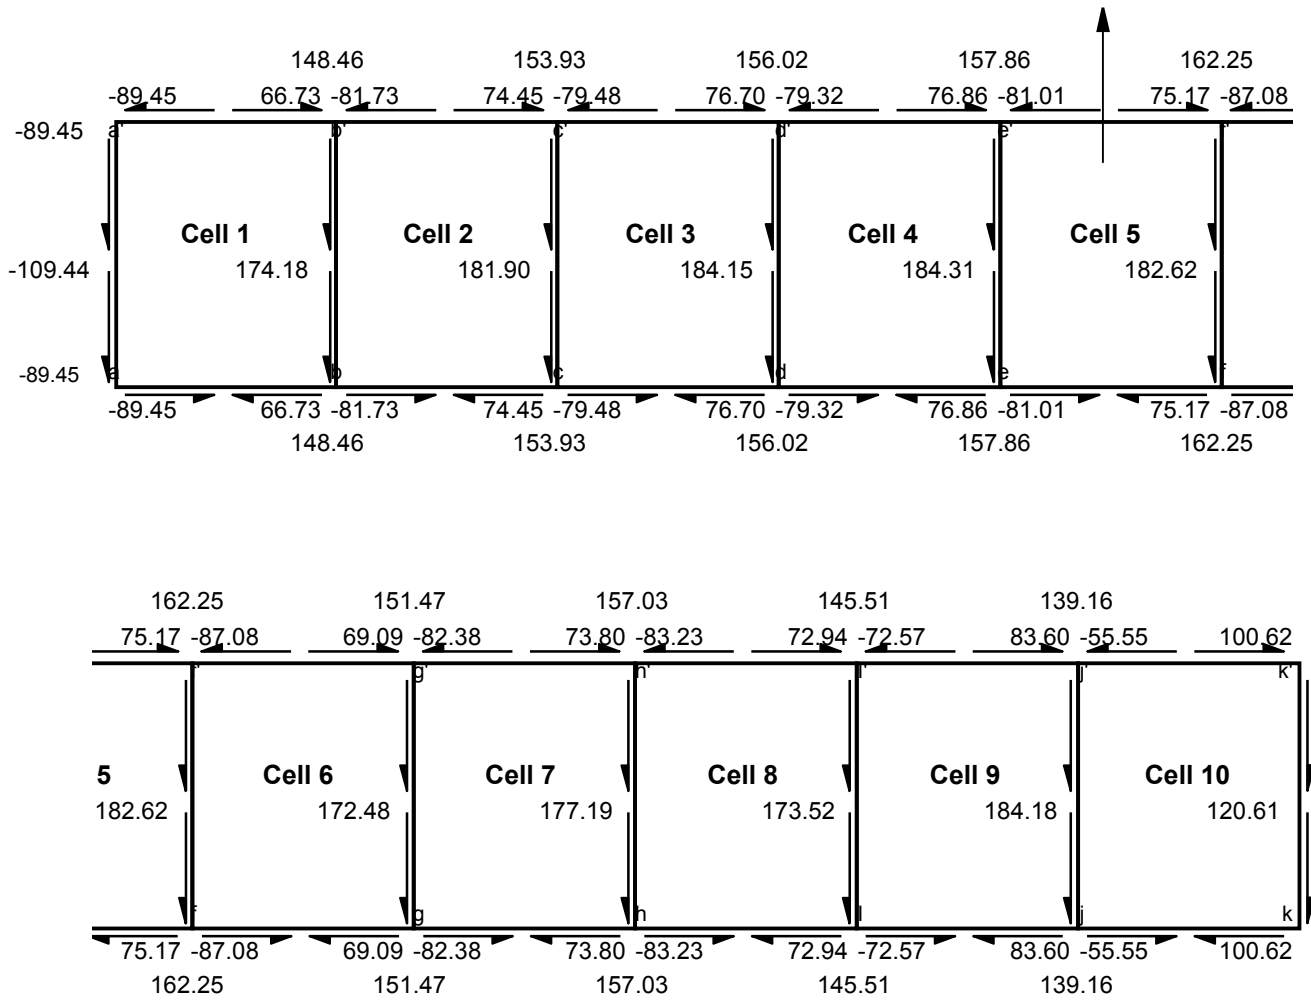 148.46 153.93 156.02 157.86 162.25
-89.45 66.73 -81.73 74.45 -79.48 76.70 -79.32 76.86 -81.01 75.17 -87.08
-89.45 a' b' c' d' e' f'
Cell 1 Cell 2 Cell 3 Cell 4 Cell 5
-109.44 174.18 181.90 184.15 184.31 182.62
-89.45 a b c d e f
-89.45 66.73 -81.73 74.45 -79.48 76.70 -79.32 76.86 -81.01 75.17 -87.08
148.46 153.93 156.02 157.86 162.25
162.25 151.47 157.03 145.51 139.16
75.17 -87.08 69.09 -82.38 73.80 -83.23 72.94 -72.57 83.60 -55.55 100.62
f' g' h' i' j' k'
5 Cell 6 Cell 7 Cell 8 Cell 9 Cell 10
182.62 172.48 177.19 173.52 184.18 120.61
f g h i j k
75.17 -87.08 69.09 -82.38 73.80 -83.23 72.94 -72.57 83.60 -55.55 100.62
162.25 151.47 157.03 145.51 139.16